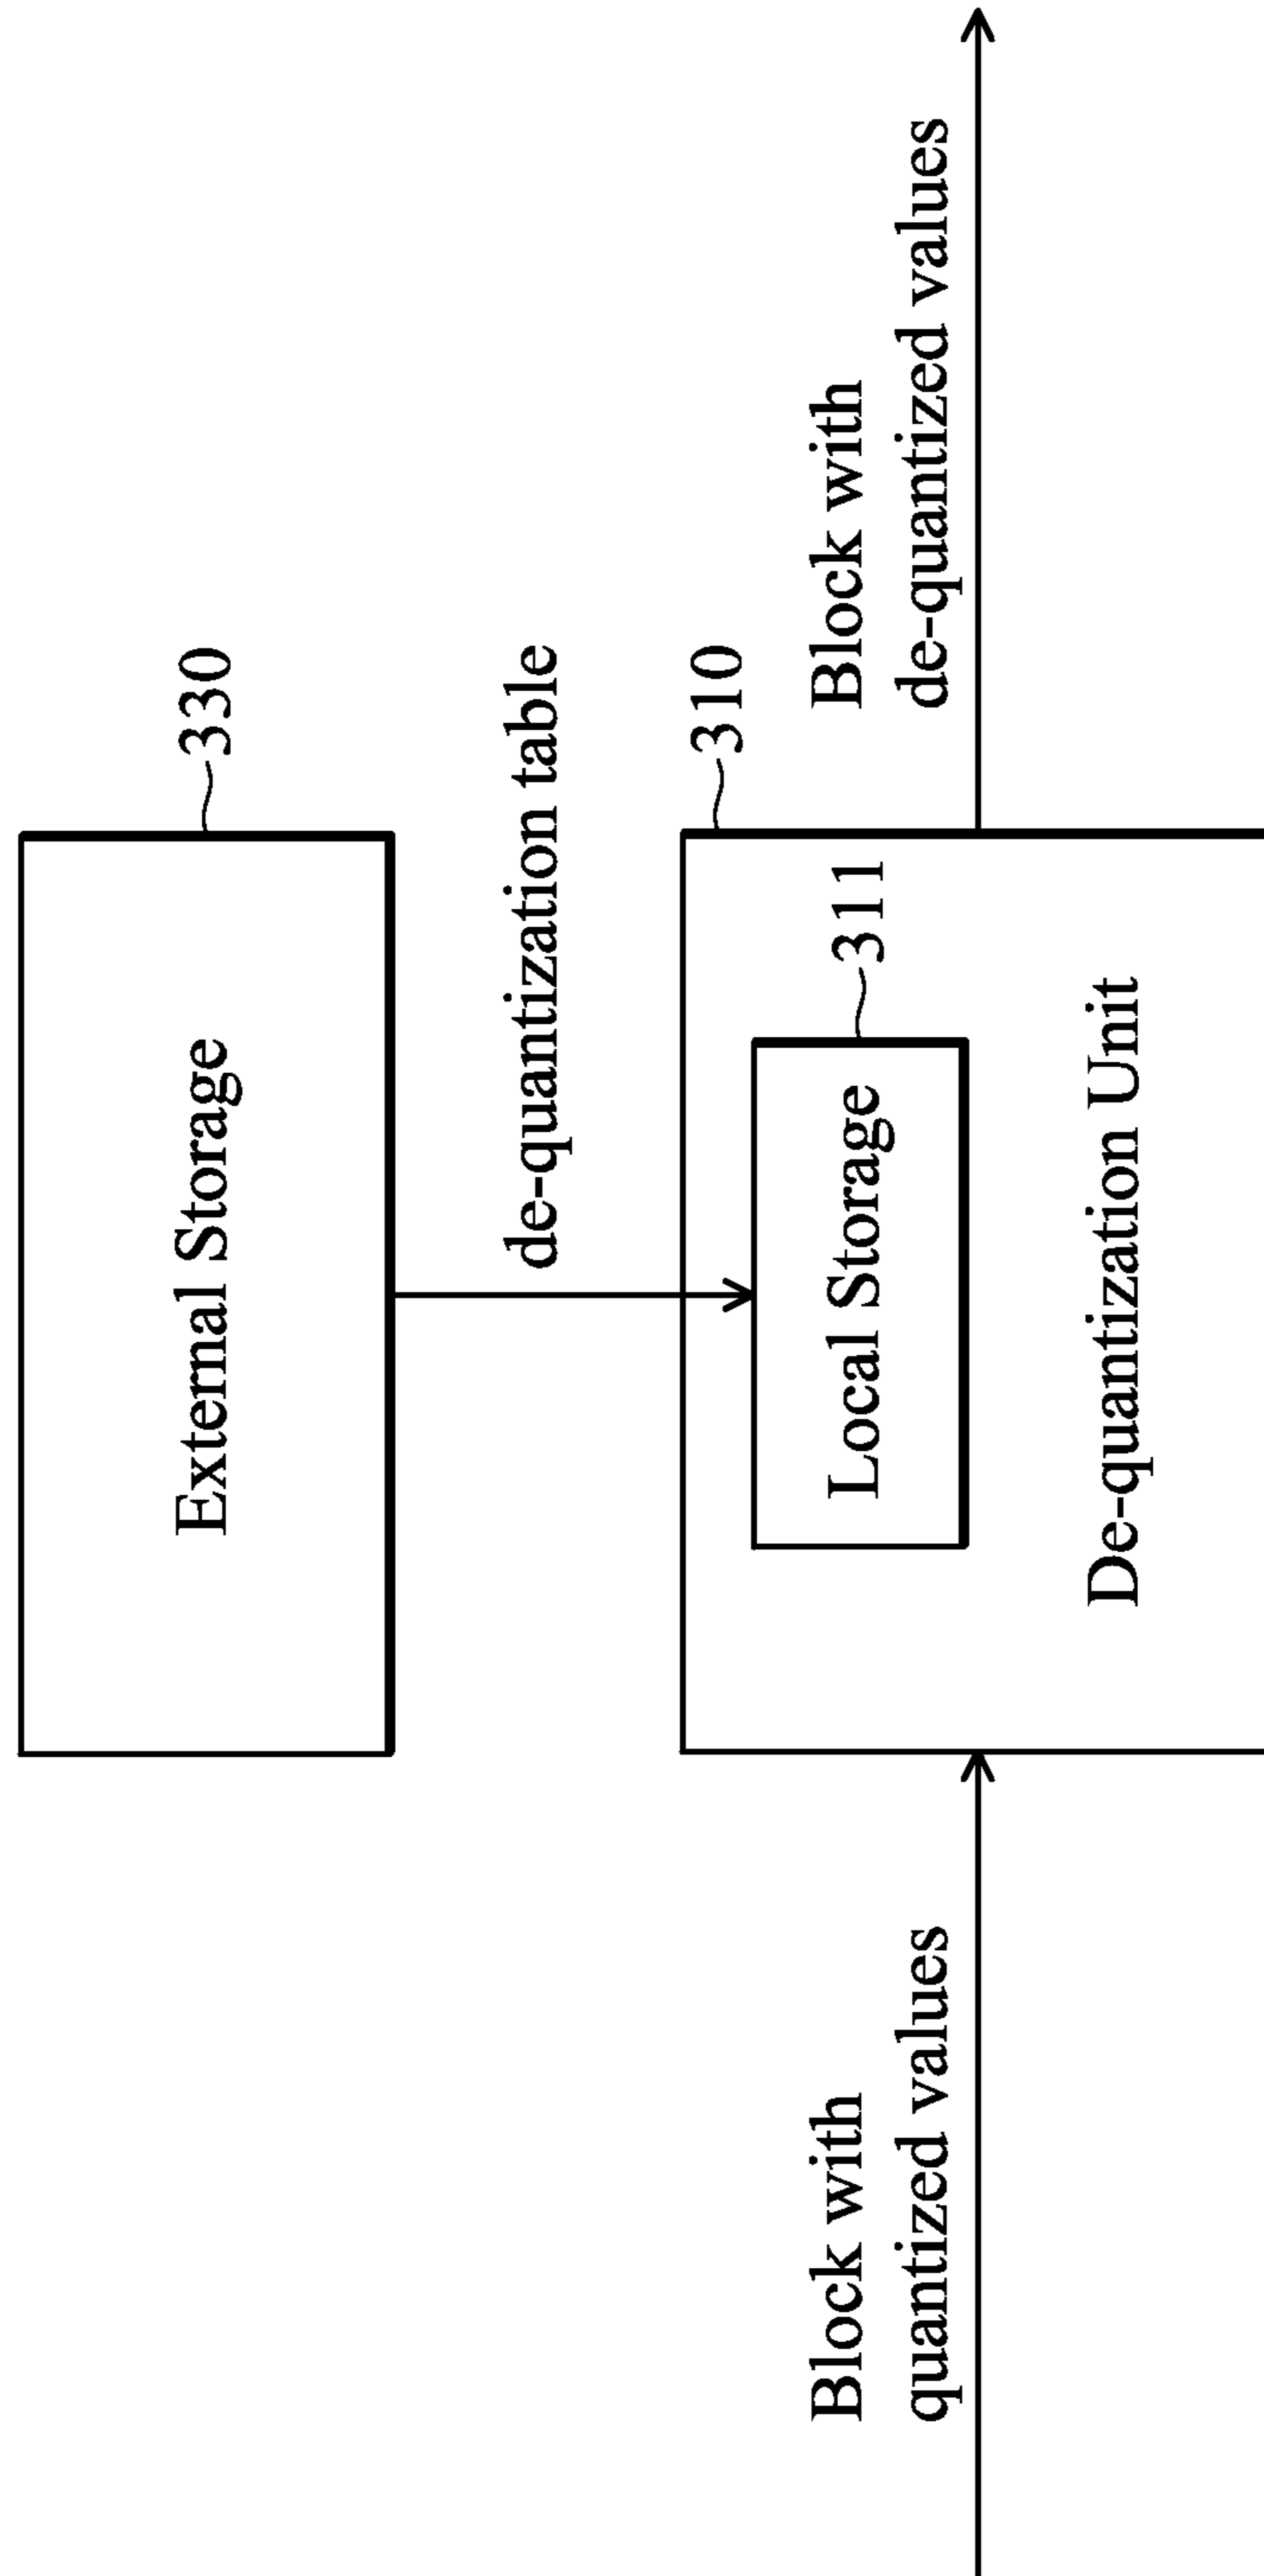 External Storage
330
de-quantization table
310
Local Storage
311
De-quantization Unit
Block with
quantized values
Block with
de-quantized values